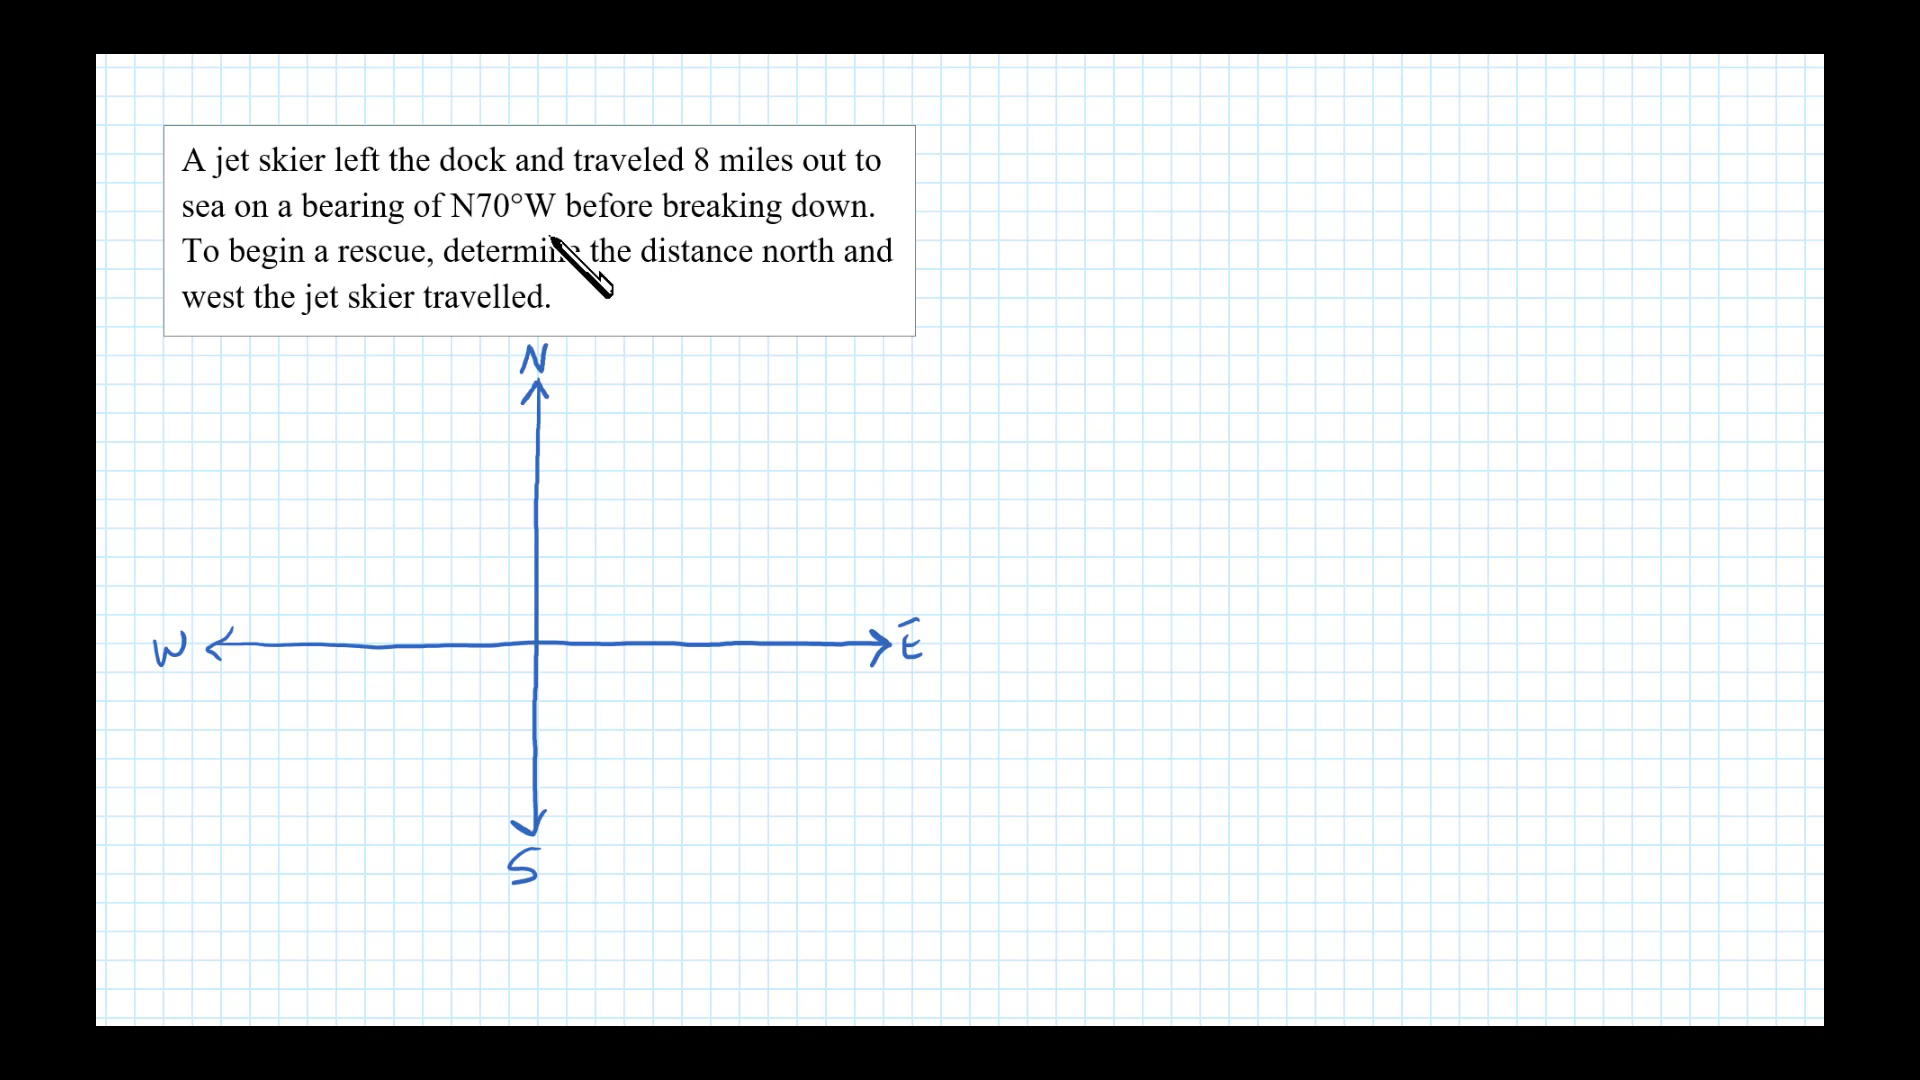 A jet skier left the dock and traveled 8 miles out to
sea on a bearing of N70°W before breaking down.
To begin a rescue, determine the distance north and
west the jet skier travelled.
N
W
E
S